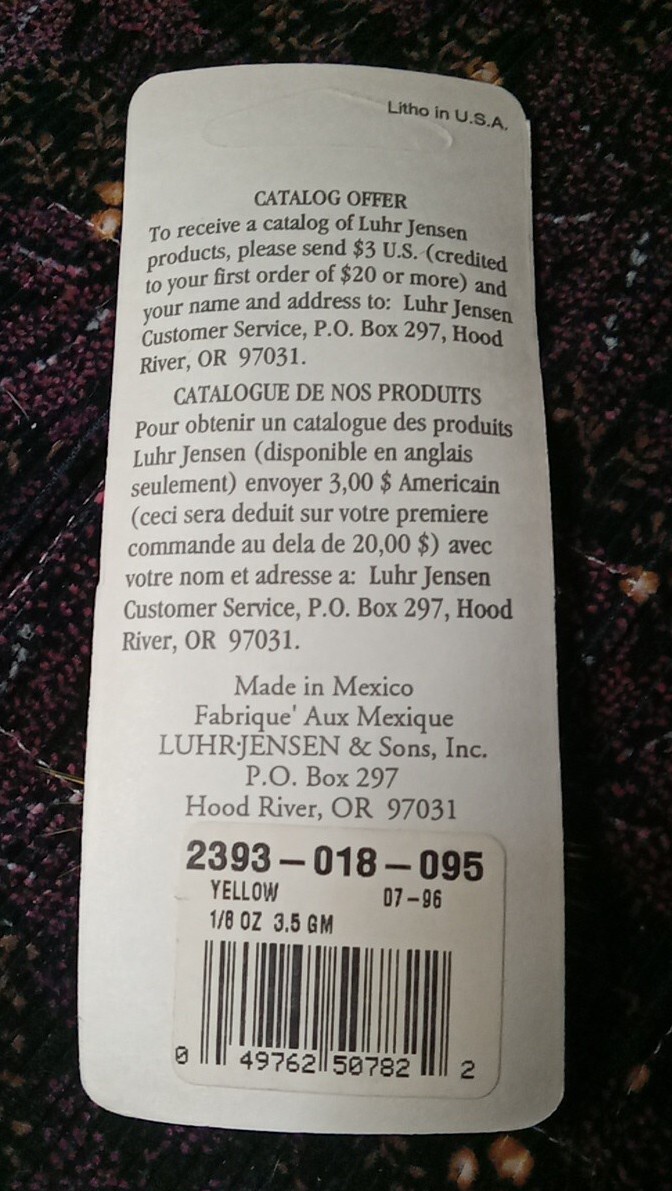 Litho in U.S.A.
CATALOG OFFER
To receive a catalog of Luhr Jensen
products, please send $3 U.S. (credited
to your first order of $20 or more) and
your name and address to: Luhr Jensen
Customer Service, P.O. Box 297, Hood
River, OR 97031.
CATALOGUE DE NOS PRODUITS
Pour obtenir un catalogue des produits
Luhr Jensen (disponible en anglais
seulement) envoyer 3,00 $ Americain
(ceci sera deduit sur votre premiere
commande au dela de 20,00 $) avec
votre nom et adresse a: Luhr Jensen
Customer Service, P.O. Box 297, Hood
River, OR 97031.
Made in Mexico
Fabrique' Aux Mexique
LUHR-JENSEN & Sons, Inc.
P.O. Box 297
Hood River, OR 97031
2393-018-095
YELLOW 07-96
1/8 OZ 3.5 GM
0 49762 50782 2